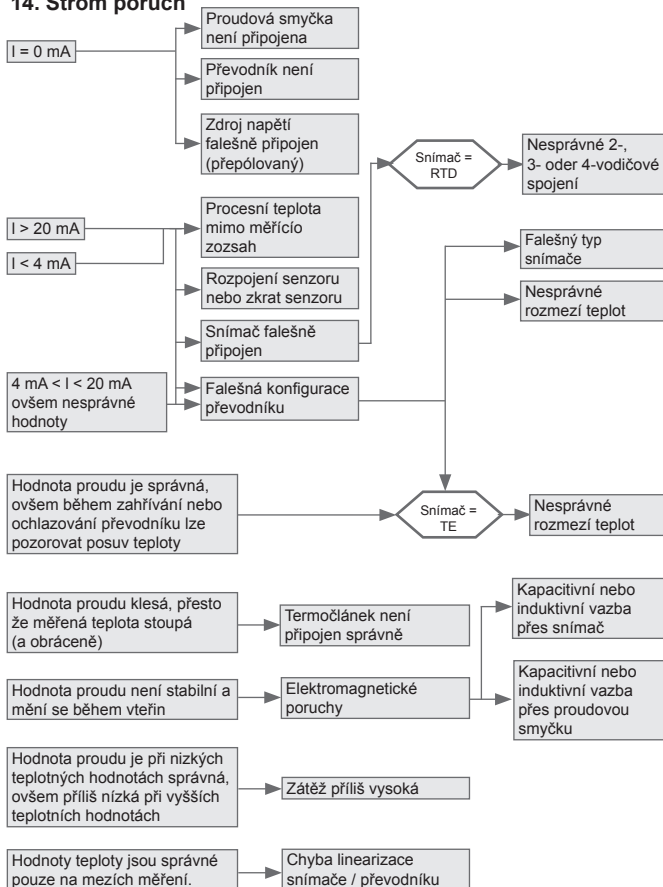 14. Strom poruch
I = 0 mA
Proudová smyčka
není připojena
Převodník není
připojen
Zdroj napětí
falešně připojen
(přepólovaný)
Snímač =
RTD
Nesprávné 2-,
3- oder 4-vodičové
spojení
I > 20 mA
I < 4 mA
Procesní teplota
mimo měřícío
zozsah
Rozpojení senzoru
nebo zkrat senzoru
Snímač falešně
připojen
Falešný typ
snímače
Nesprávné
rozmezí teplot
4 mA < I < 20 mA
ovšem nesprávné
hodnoty
Falešná konfigurace
převodníku
Hodnota proudu je správná,
ovšem během zahřívání nebo
ochlazování převodníku lze
pozorovat posuv teploty
Snímač =
TE
Nesprávné
rozmezí teplot
Hodnota proudu klesá, přesto
že měřená teplota stoupá
(a obráceně)
Termočlánek není
připojen správně
Kapacitivní nebo
induktivní vazba
přes snímač
Hodnota proudu není stabilní a
mění se během vteřin
Elektromagnetické
poruchy
Kapacitivní nebo
induktivní vazba
přes proudovou
smyčku
Hodnota proudu je při nizkých
teplotných hodnotách správná,
ovšem příliš nízká při vyšších
teplotních hodnotách
Zátěž příliš vysoká
Hodnoty teploty jsou správné
pouze na mezích měření.
Chyba linearizace
snímače / převodníku